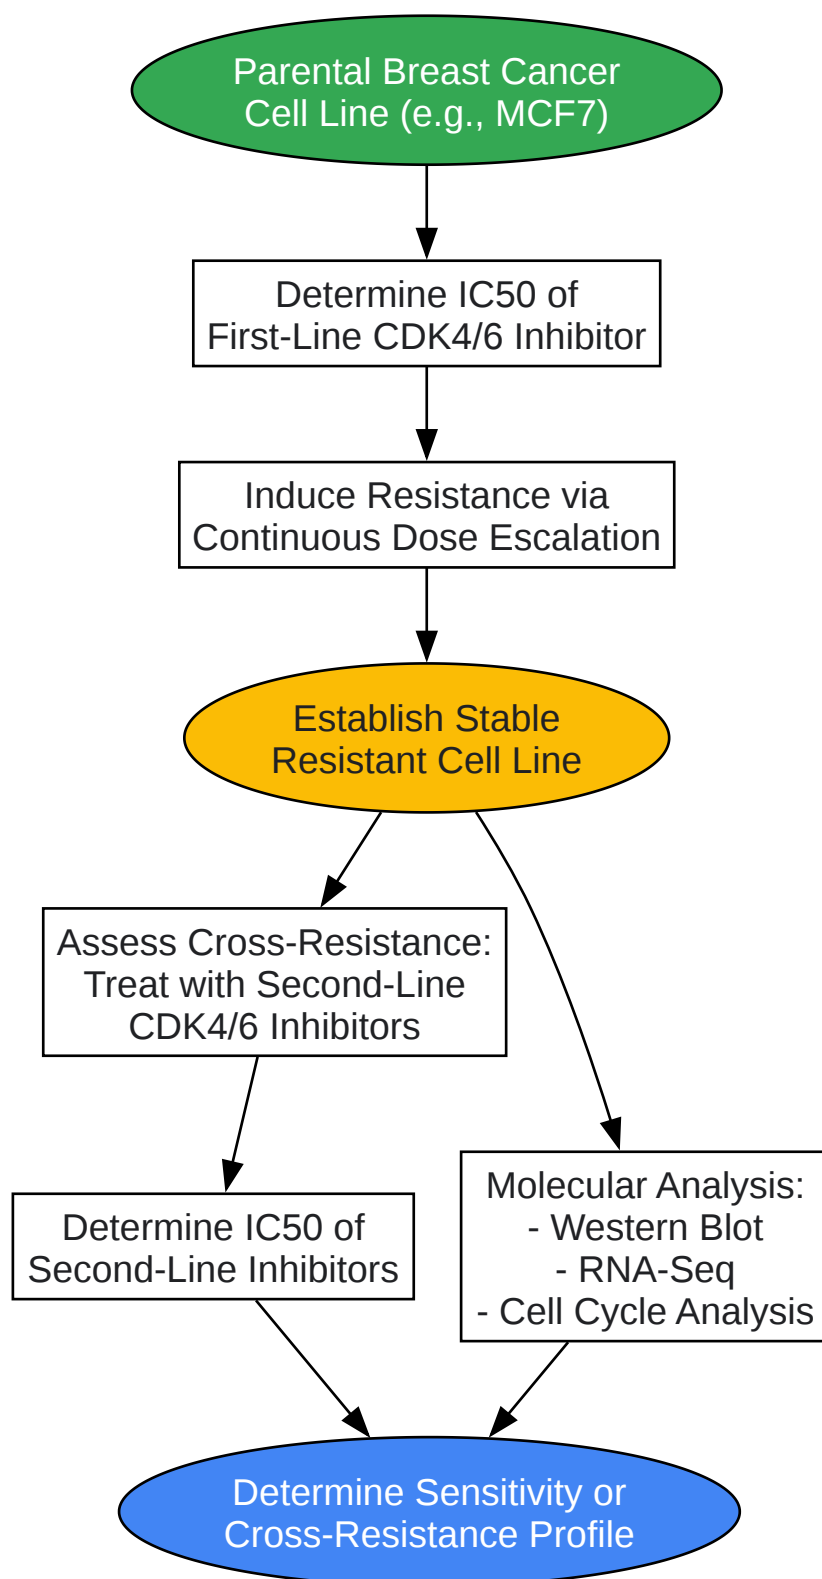 Parental Breast Cancer
Cell Line (e.g., MCF7)
Determine IC50 of
First-Line CDK4/6 Inhibitor
Induce Resistance via
Continuous Dose Escalation
Establish Stable
Resistant Cell Line
Assess Cross-Resistance:
Treat with Second-Line
CDK4/6 Inhibitors
Determine IC50 of
Second-Line Inhibitors
Molecular Analysis:
- Western Blot
- RNA-Seq
- Cell Cycle Analysis
Determine Sensitivity or
Cross-Resistance Profile